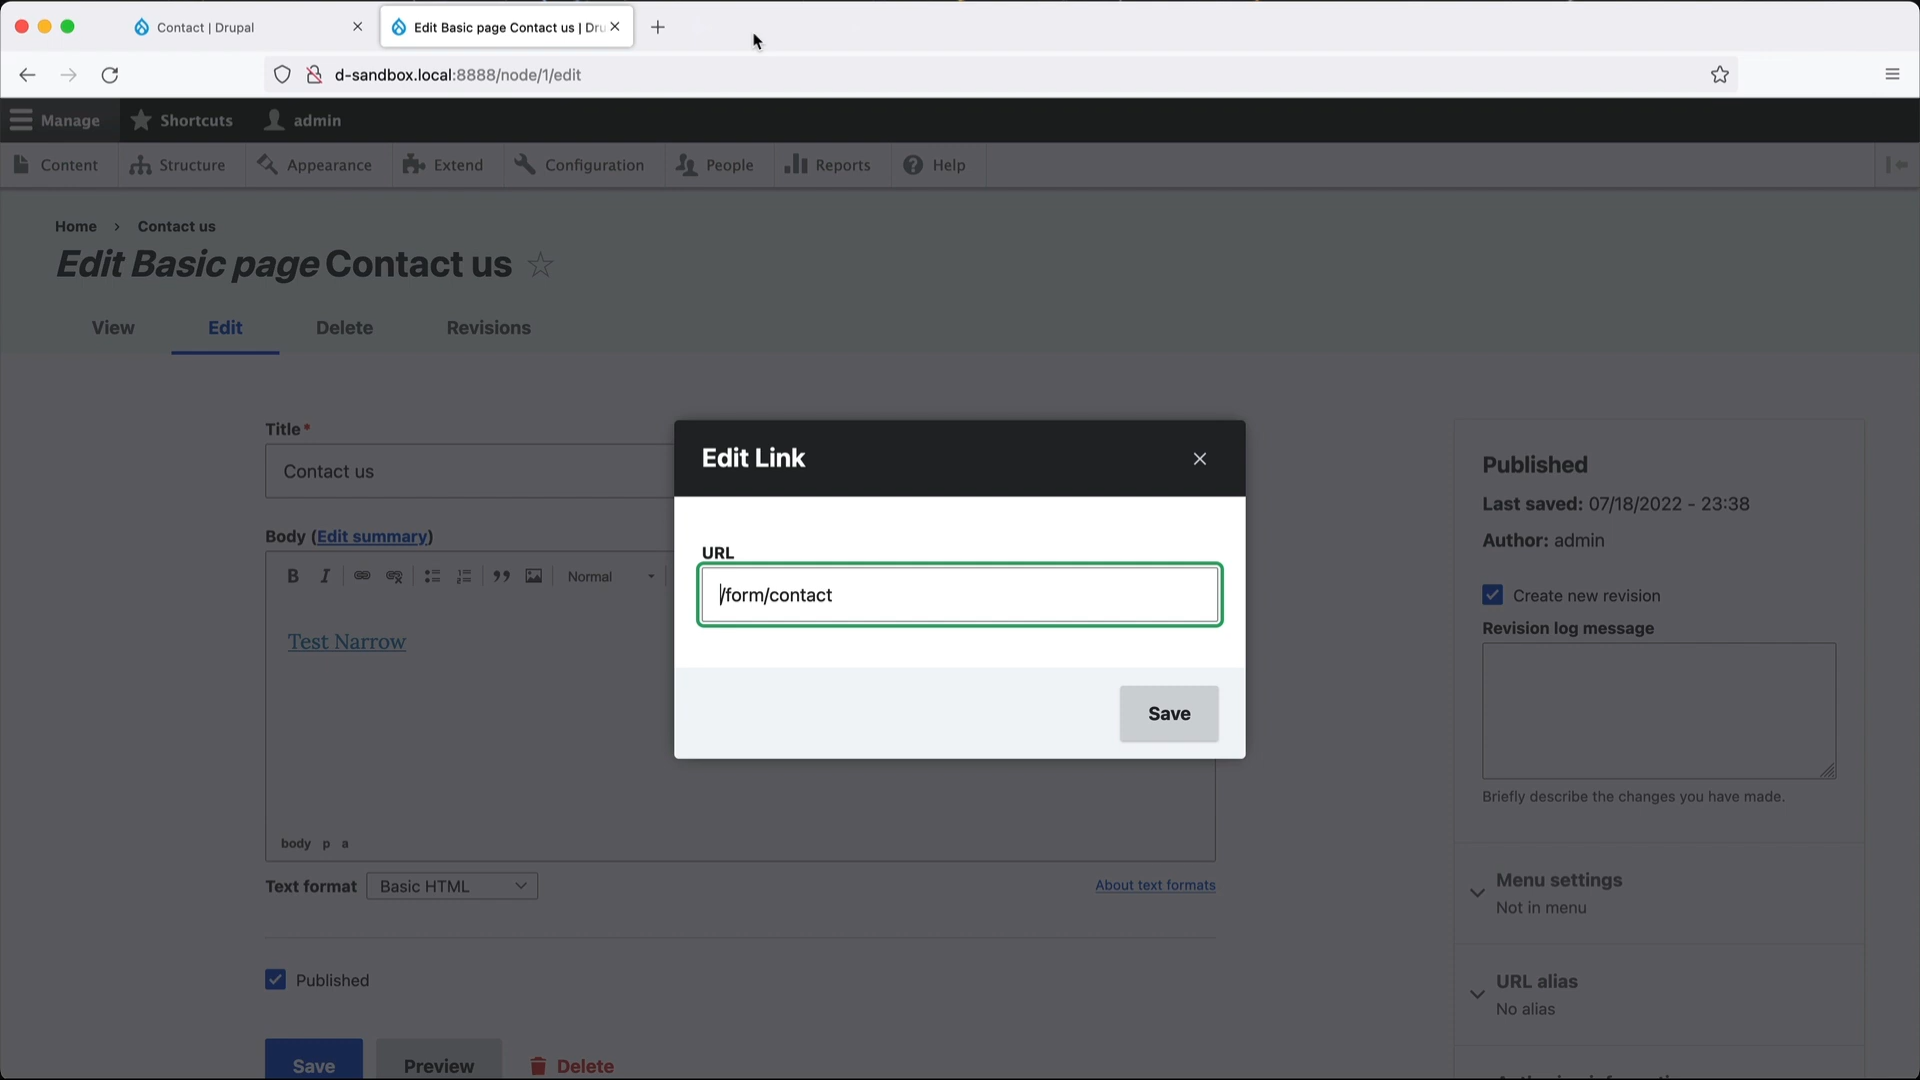 Contact | Drupal
Edit Basic page Contact us | Dru
d-sandbox.local:8888/node/1/edit
Manage
Shortcuts
admin
Content
Structure
Appearance
Extend
Configuration
People
Reports
Help
Home › Contact us
Edit Basic page Contact us
View
Edit
Delete
Revisions
Title*
Contact us
Body (Edit summary)
B I
Normal
Test Narrow
body p a
Text format
Basic HTML
About text formats
Published
Save
Preview
Delete
Edit Link
URL
/form/contact
Save
Published
Last saved: 07/18/2022 - 23:38
Author: admin
Create new revision
Revision log message
Briefly describe the changes you have made.
Menu settings
Not in menu
URL alias
No alias